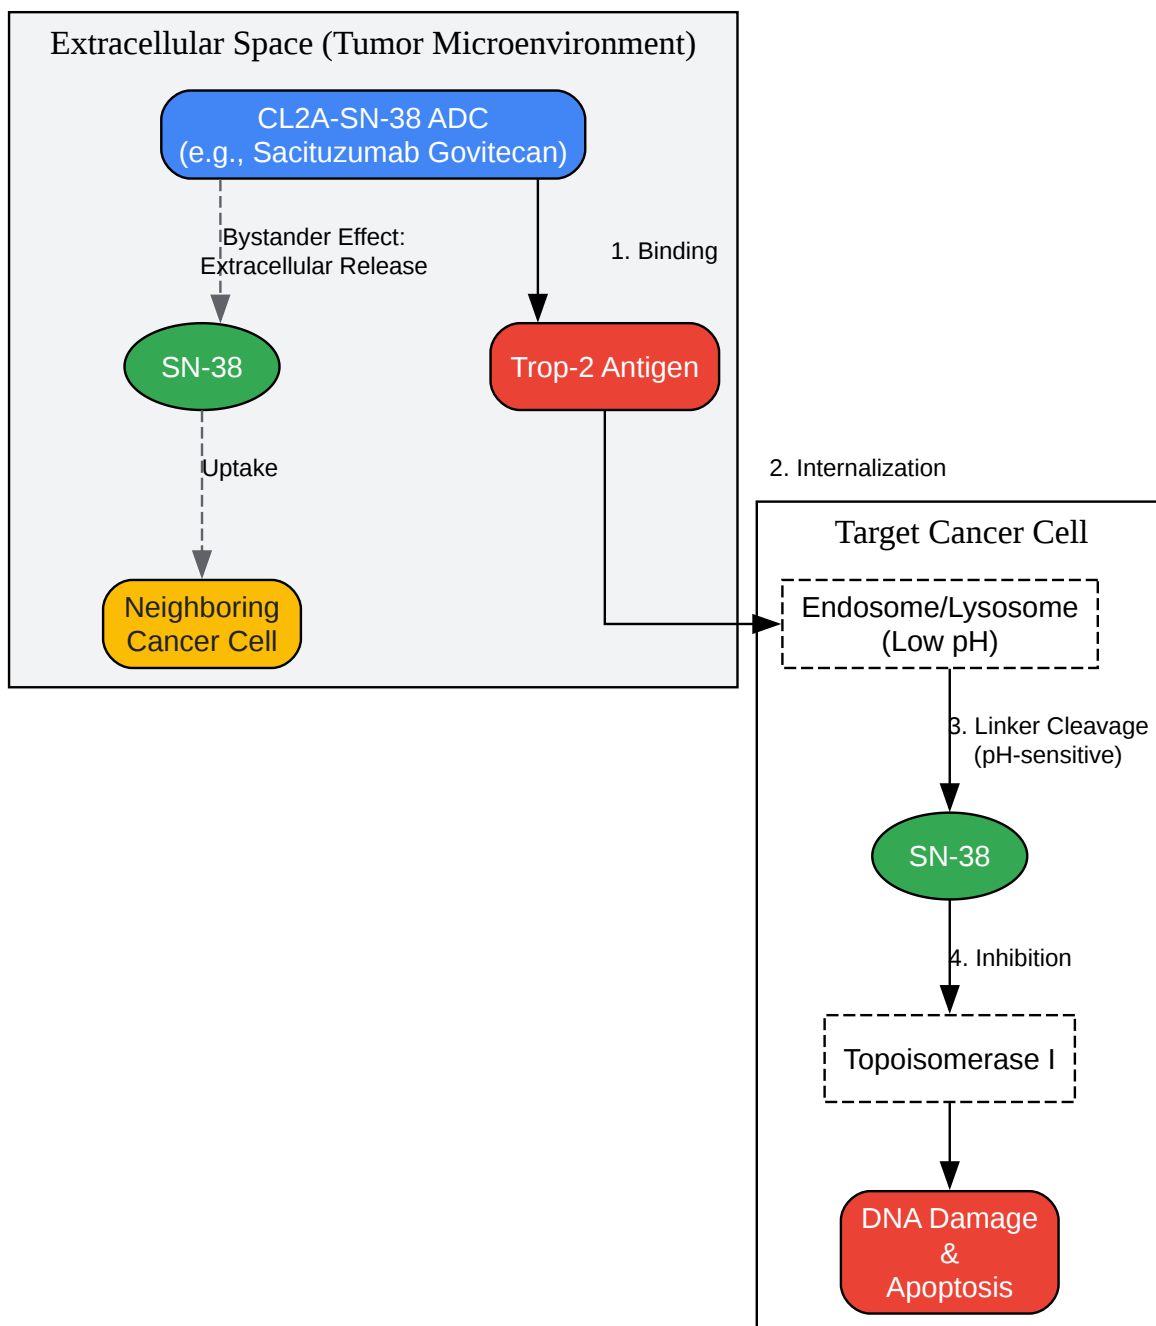 Extracellular Space (Tumor Microenvironment)
CL2A-SN-38 ADC
(e.g., Sacituzumab Govitecan)
Bystander Effect:
Extracellular Release
1. Binding
SN-38
Trop-2 Antigen
Uptake
2. Internalization
Neighboring
Cancer Cell
Target Cancer Cell
Endosome/Lysosome
(Low pH)
3. Linker Cleavage
(pH-sensitive)
SN-38
4. Inhibition
Topoisomerase I
DNA Damage
&
Apoptosis